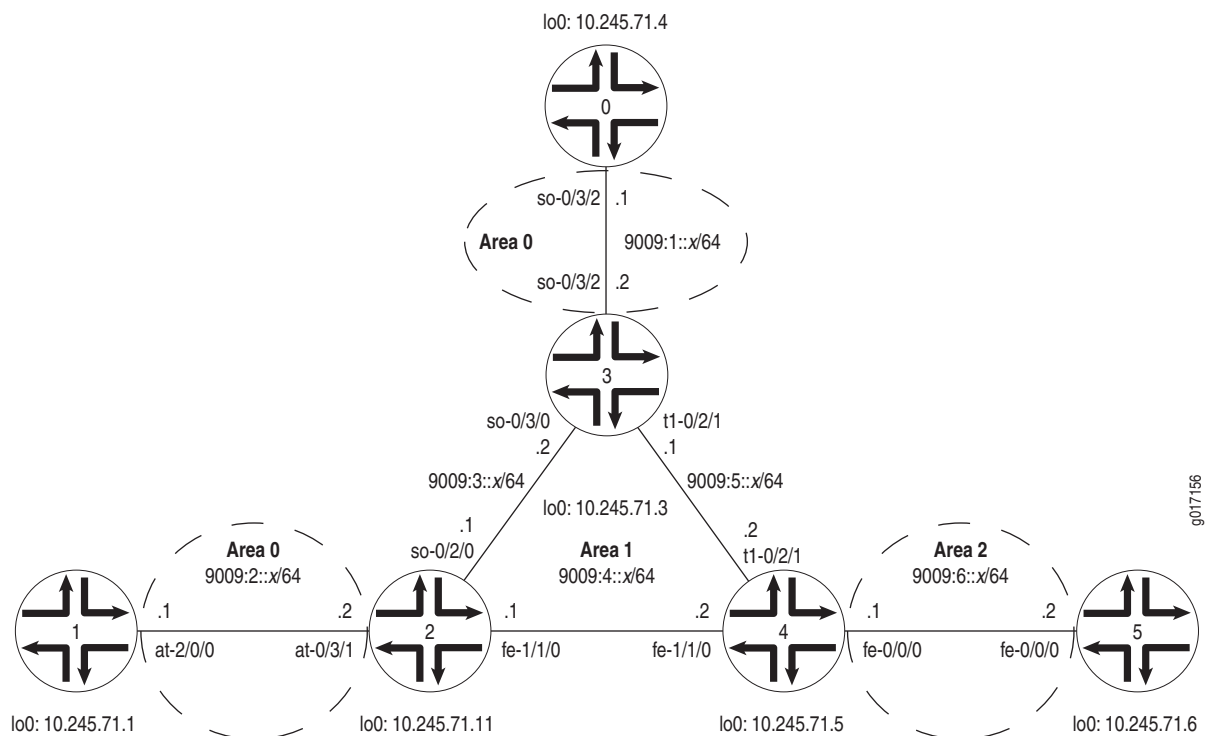 lo0: 10.245.71.4
0
so-0/3/2 .1
Area 0 9009:1::x/64
so-0/3/2 .2
3
so-0/3/0 t1-0/2/1
.2 .1
9009:3::x/64 9009:5::x/64
lo0: 10.245.71.3
.1 .2
so-0/2/0 t1-0/2/1
Area 0 Area 1 Area 2
9009:2::x/64 9009:4::x/64 9009:6::x/64
.1 .2 .1 .2 .1 .2
1 2 4 5
at-2/0/0 at-0/3/1 fe-1/1/0 fe-1/1/0 fe-0/0/0 fe-0/0/0
lo0: 10.245.71.1 lo0: 10.245.71.11 lo0: 10.245.71.5 lo0: 10.245.71.6
g017156